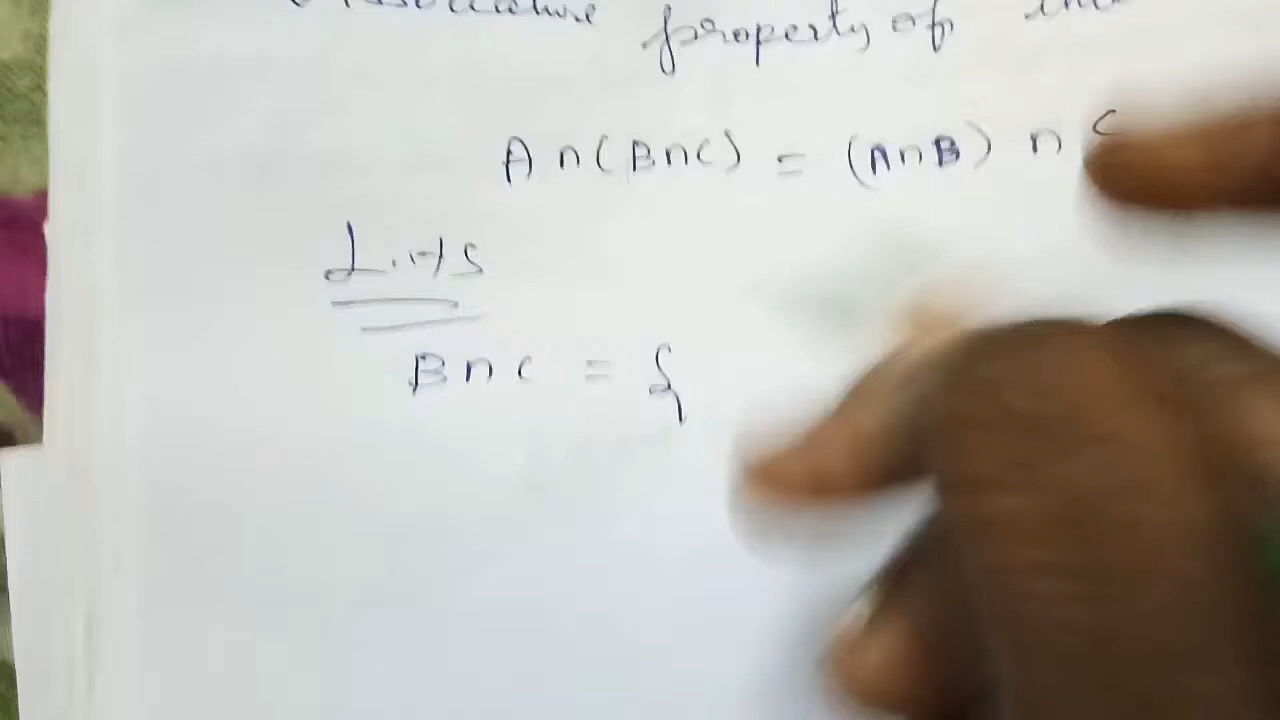 property of
A ∩ (B ∩ C) = (A ∩ B) ∩ C
L.H.S
B ∩ C = {